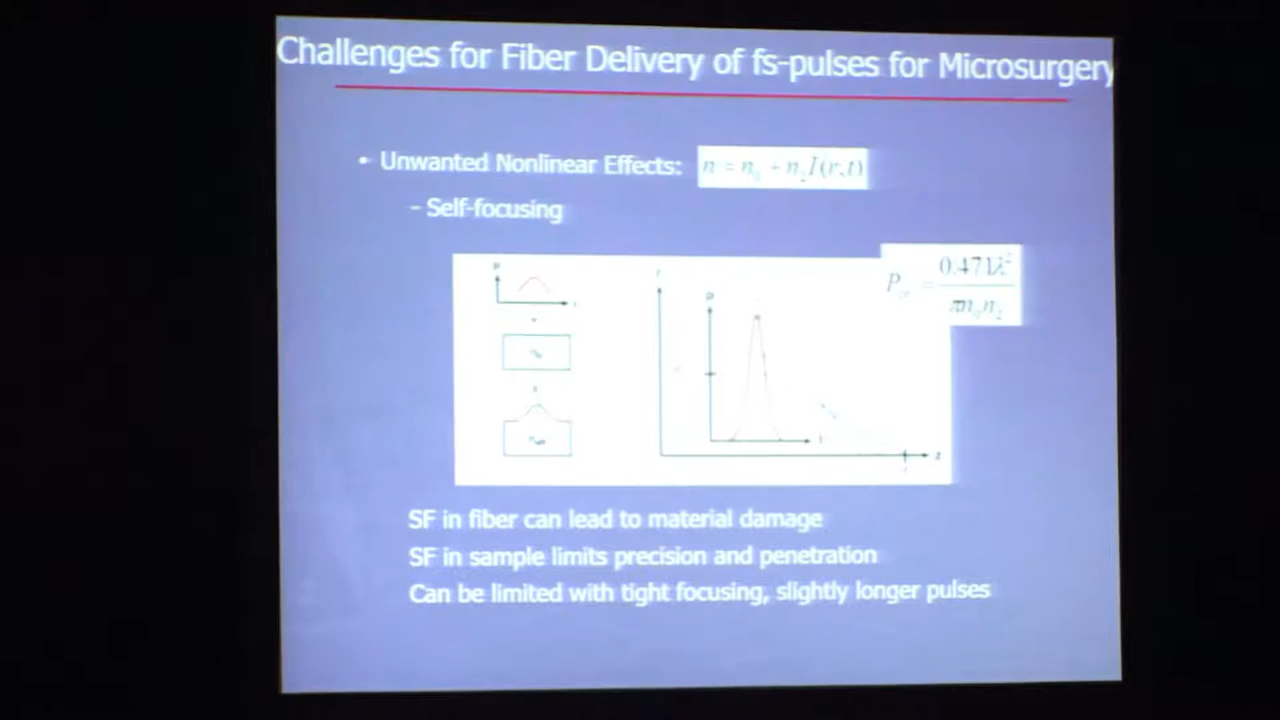 Challenges for Fiber Delivery of fs-pulses for Microsurgery
• Unwanted Nonlinear Effects: n = n₀ + n₂I(r,t)
– Self-focusing
0.471λ²
πn₀n₂
z
SF in fiber can lead to material damage
SF in sample limits precision and penetration
Can be limited with tight focusing, slightly longer pulses